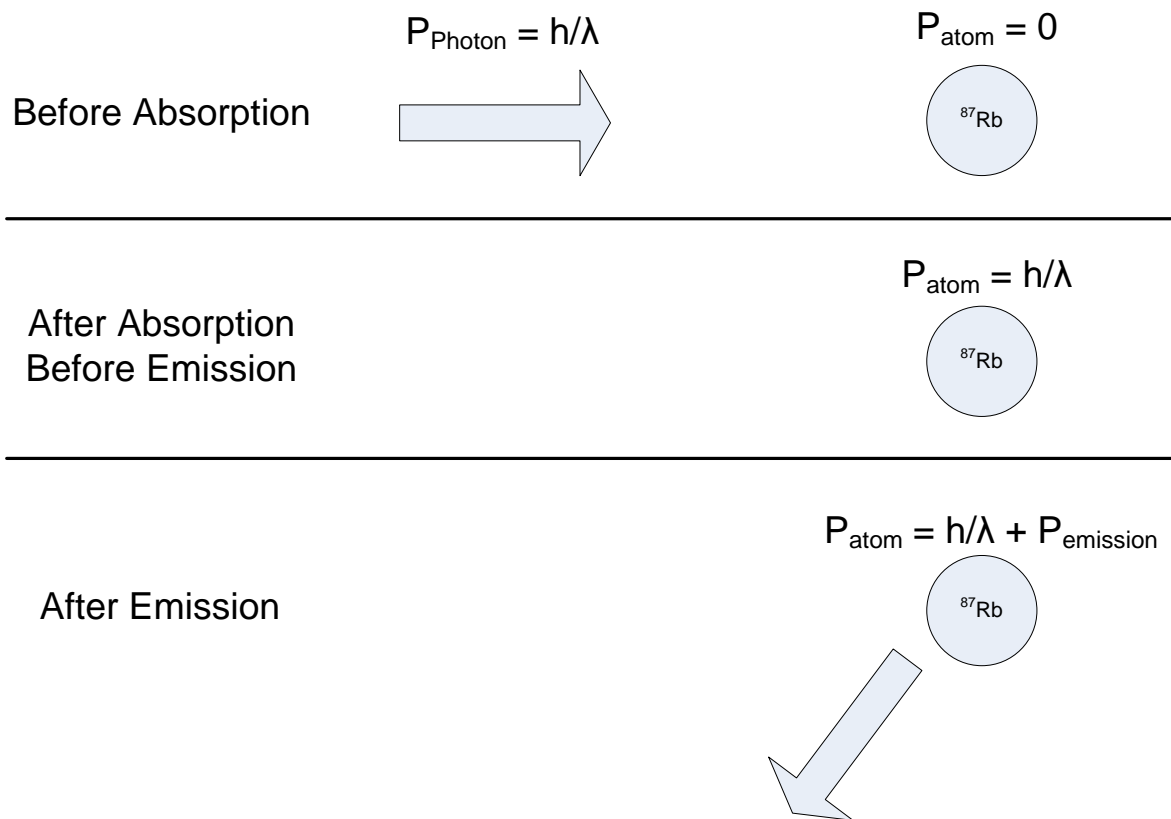 P_Photon = h/λ
P_atom = 0
Before Absorption
⁸⁷Rb
P_atom = h/λ
After Absorption
Before Emission
⁸⁷Rb
P_atom = h/λ + P_emission
After Emission
⁸⁷Rb